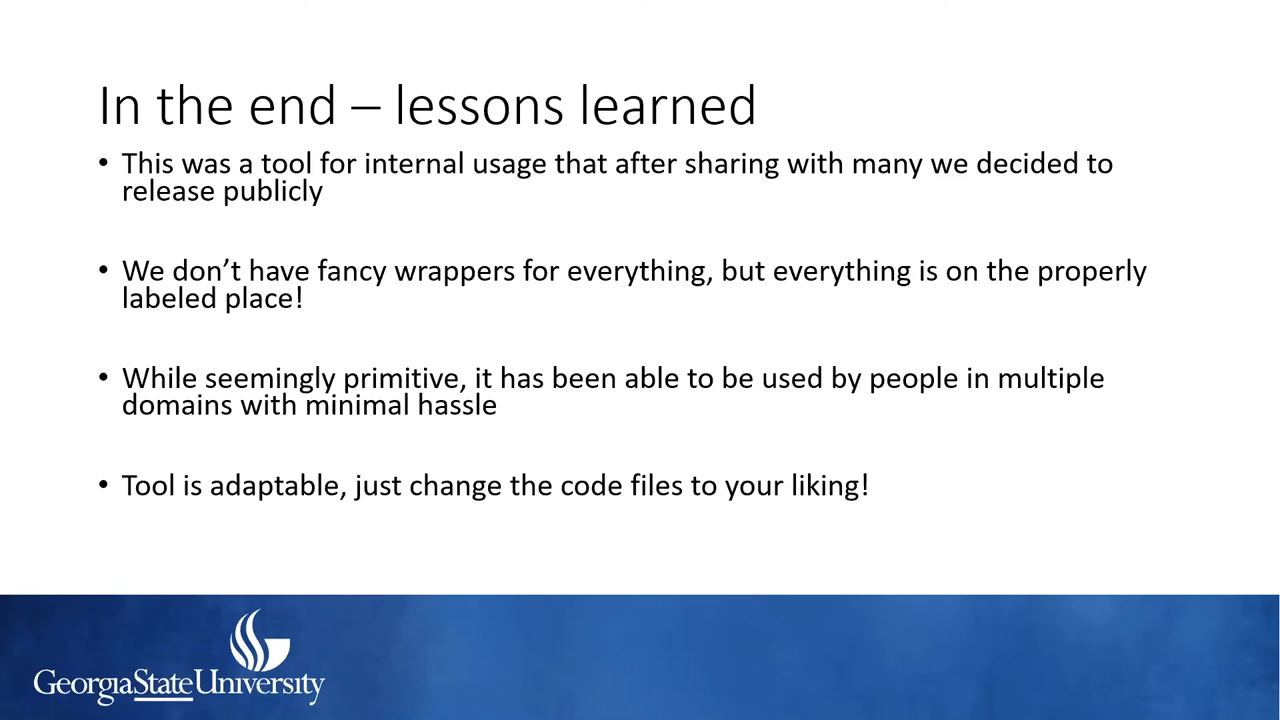 In the end – lessons learned
• This was a tool for internal usage that after sharing with many we decided to
release publicly
• We don’t have fancy wrappers for everything, but everything is on the properly
labeled place!
• While seemingly primitive, it has been able to be used by people in multiple
domains with minimal hassle
• Tool is adaptable, just change the code files to your liking!
GeorgiaStateUniversity